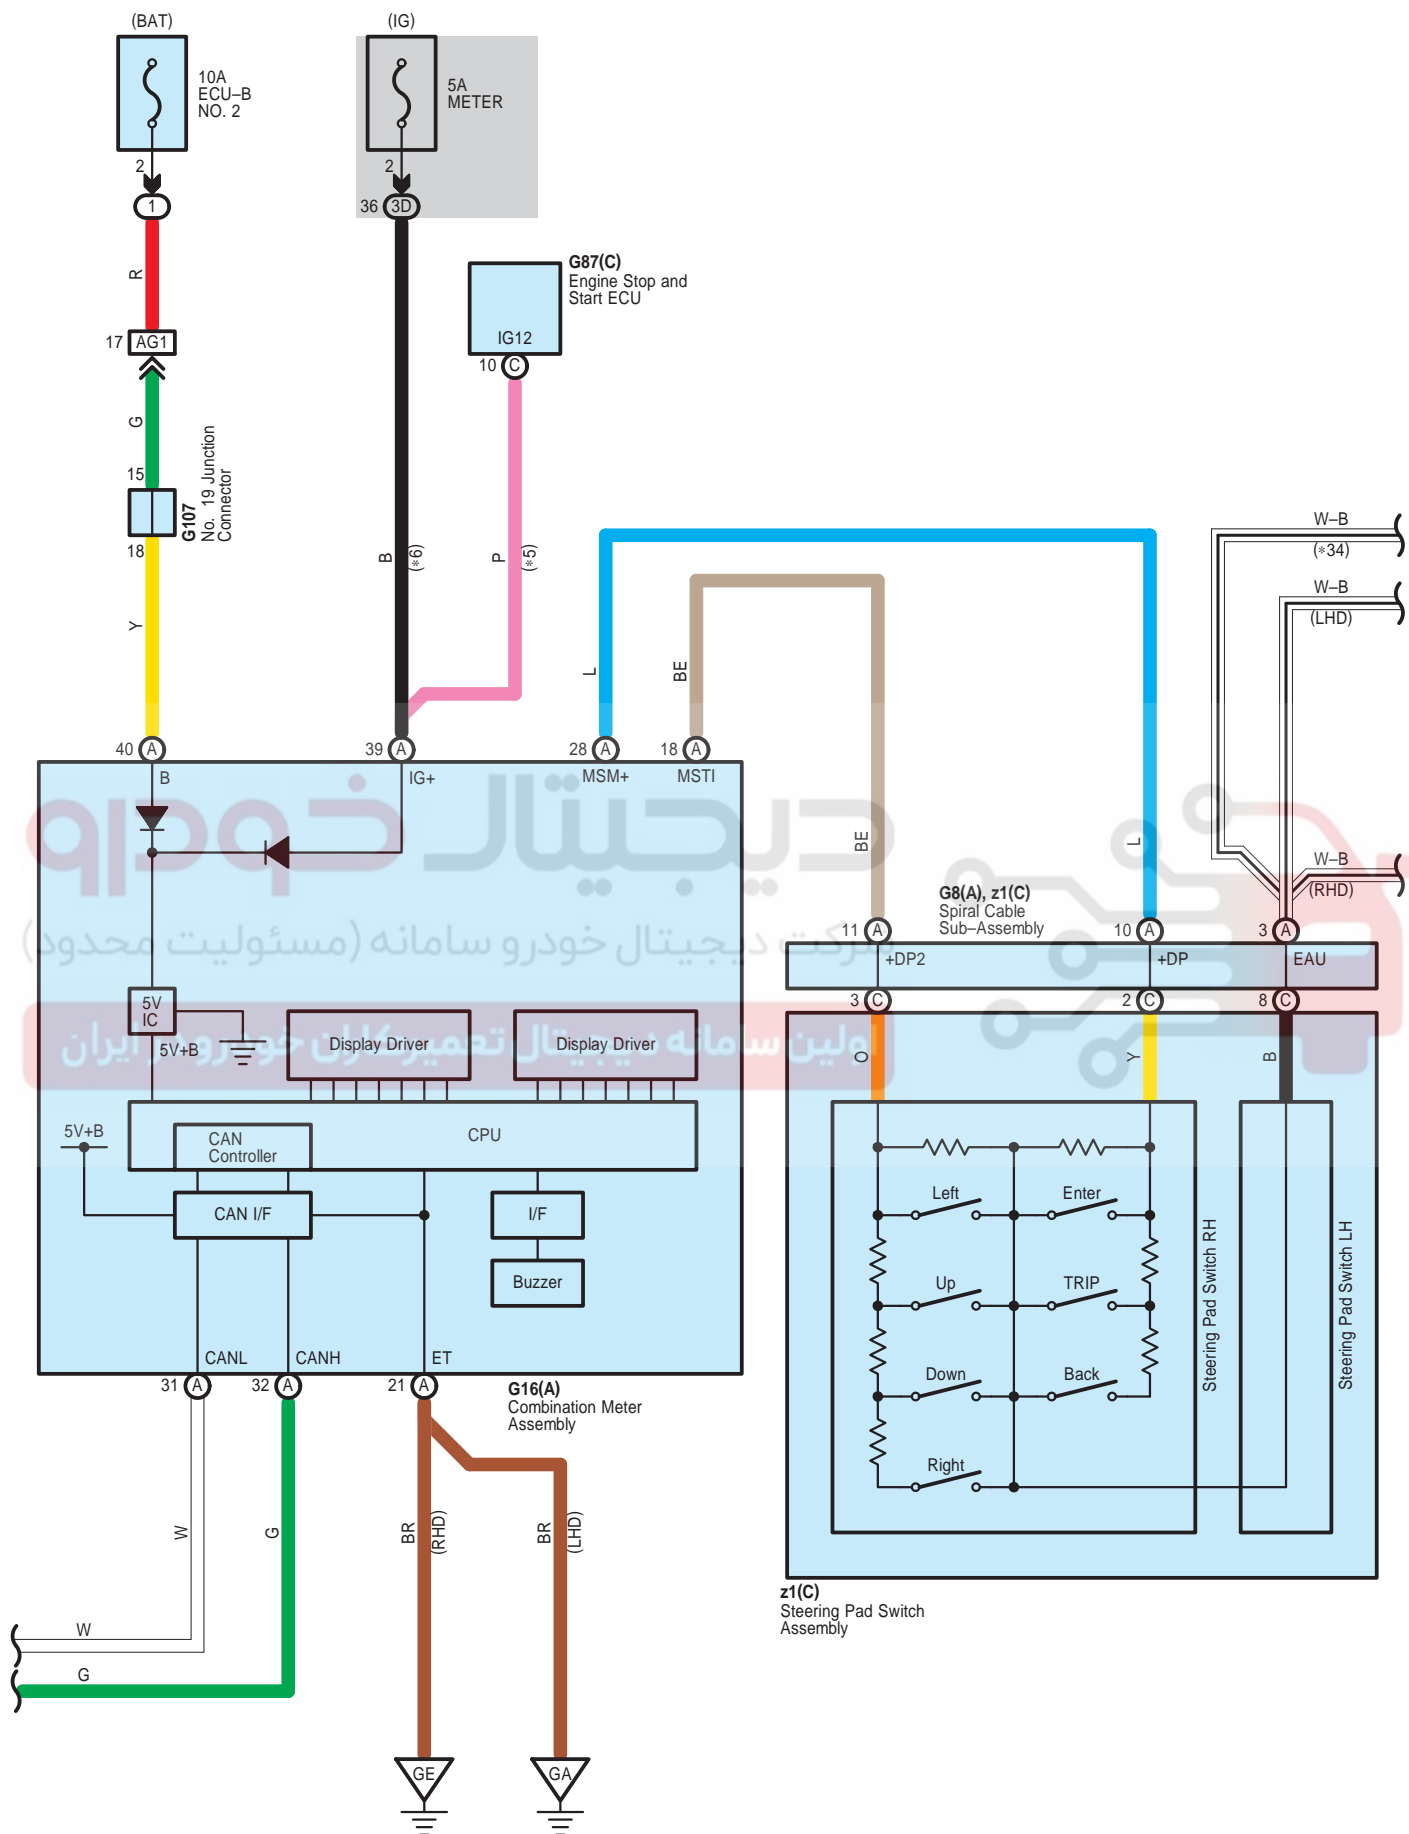 (BAT)
(IG)
10A
ECU–B
NO. 2
5A
METER
2
2
1
36
3D
R
G87(C)
Engine Stop and
Start ECU
IG12
17
AG1
10
C
G
15
G107
No. 19 Junction
Connector
18
B
(*6)
P
(*5)
W–B
(*34)
W–B
(LHD)
Y
L
BE
40
A
39
A
28
A
18
A
B
IG+
MSM+
MSTI
دیجیتال خودرو
BE
L
W–B
(RHD)
G8(A), z1(C)
Spiral Cable
Sub–Assembly
شرکت دیجیتال خودرو سامانه (مسئولیت محدود)
11
A
10
A
3
A
+DP2
+DP
EAU
3
C
2
C
8
C
5V
IC
5V+B
اولین سامانه دیجیتال تعمیرکاران خودرو در ایران
Display Driver
Display Driver
O
Y
B
5V+B
CAN
Controller
CPU
CAN I/F
I/F
Buzzer
Left
Enter
Up
TRIP
Down
Back
Right
Steering Pad Switch RH
Steering Pad Switch LH
CANL
CANH
ET
31
A
32
A
21
A
G16(A)
Combination Meter
Assembly
W
G
BR
(RHD)
BR
(LHD)
z1(C)
Steering Pad Switch
Assembly
W
G
GE
GA